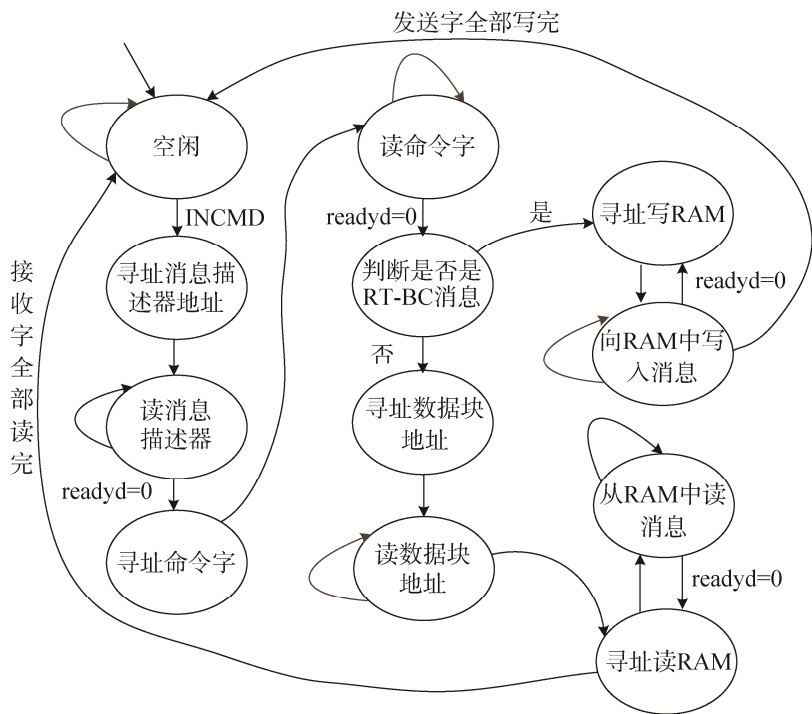 发送字全部写完
空闲
INCMD
寻址消息描
述器地址
读消息
描述器
readyd=0
寻址命令字
接收字全部读完
读命令字
readyd=0
判断是否是
RT-BC消息
是
否
寻址数据块
地址
读数据块
地址
寻址写RAM
readyd=0
向RAM中写
入消息
从RAM中读
消息
readyd=0
寻址读RAM